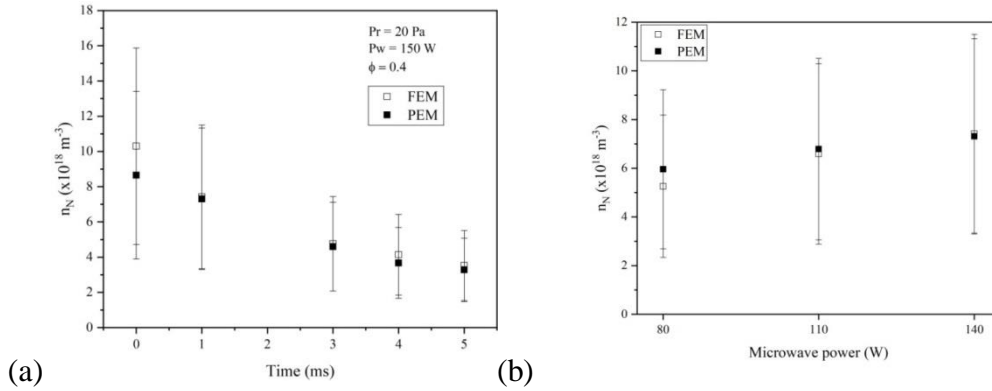 18
16
14
12
10
8
6
4
2
0
n_N (x10^18 m^-3)
Pr = 20 Pa
Pw = 150 W
ϕ = 0.4
FEM
PEM
0 1 2 3 4 5
Time (ms)
(a)
12
10
8
6
4
2
0
n_N (x10^18 m^-3)
FEM
PEM
80 110 140
Microwave power (W)
(b)